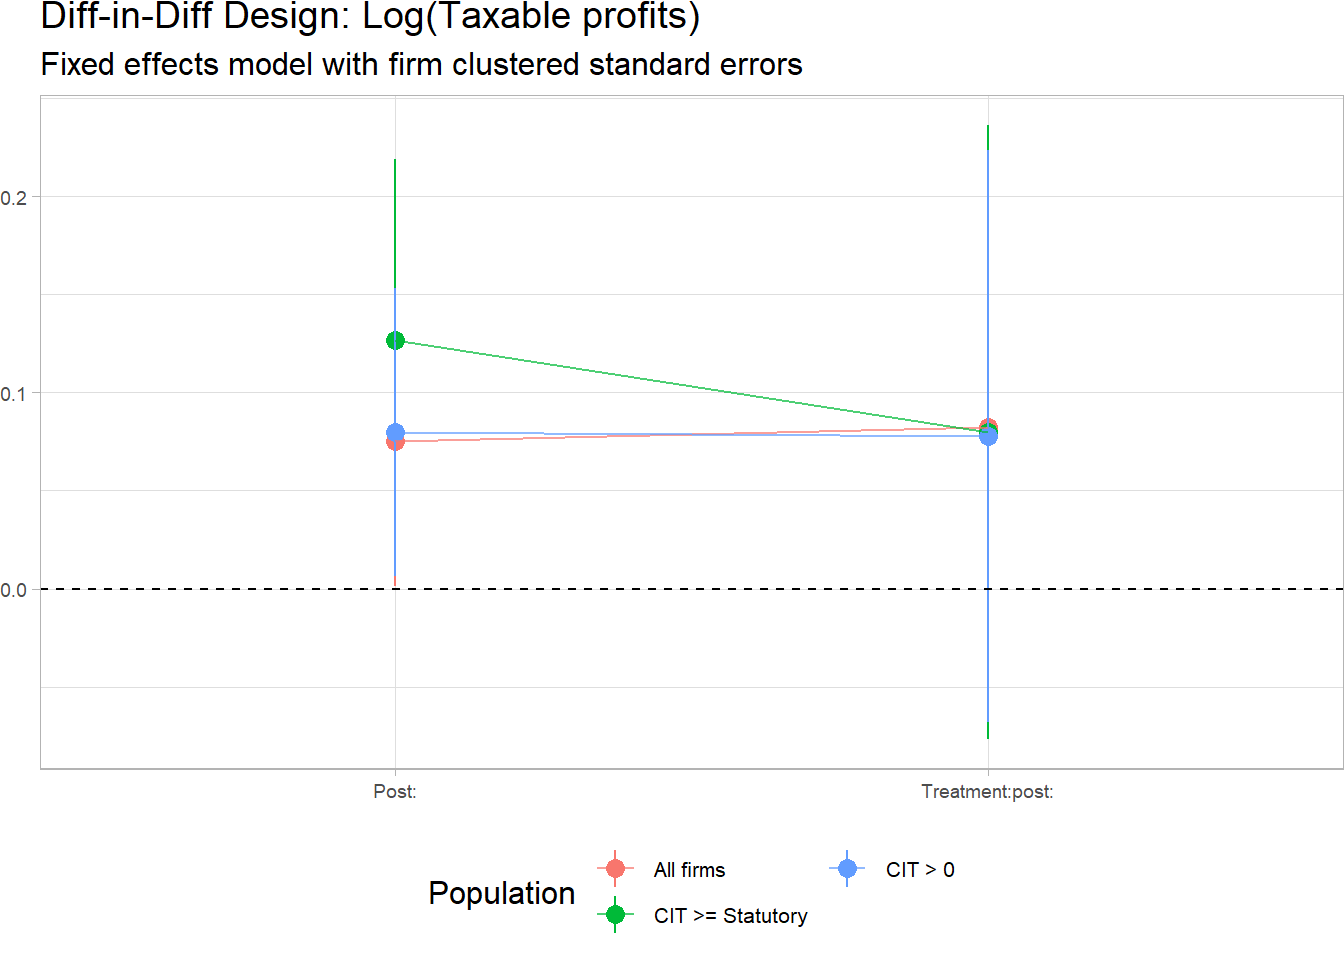 Diff-in-Diff Design: Log(Taxable profits)
Fixed effects model with firm clustered standard errors
0.2
0.1
0.0
Post:
Treatment:post:
Population
All firms
CIT > 0
CIT >= Statutory